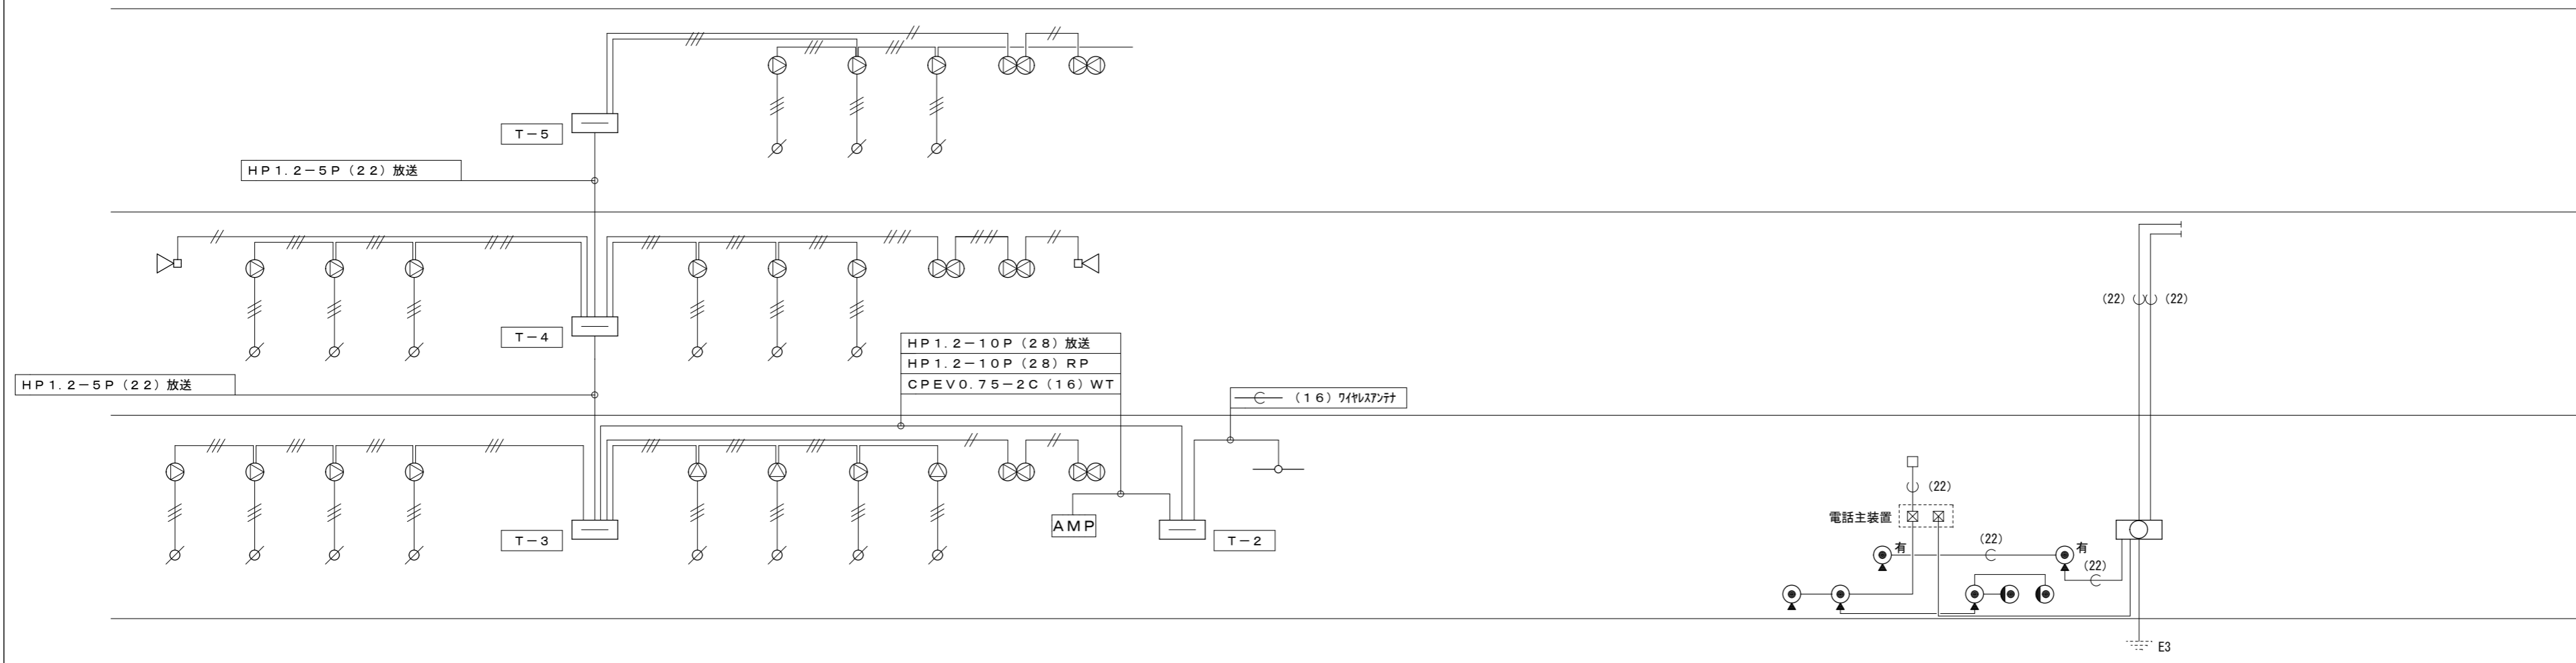 T-5
HP1.2-5P(22)放送
(22)
(22)
T-4
HP1.2-10P(28)放送
HP1.2-10P(28)RP
CPEV0.75-2C(16)WT
HP1.2-5P(22)放送
(16)ワイヤレスアンテナ
(22)
電話主装置
AMP
T-3
T-2
(22)
有
有
(22)
E3